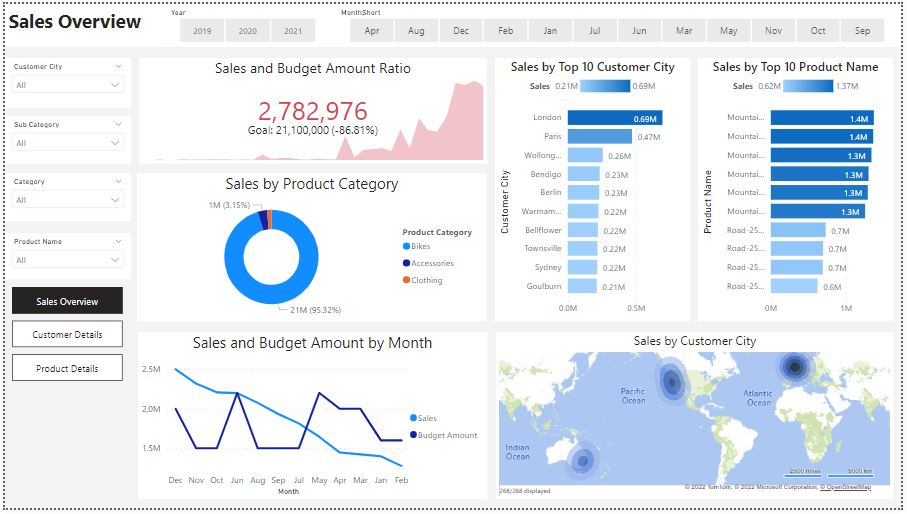 Sales Overview
Year
2019
2020
2021
MonthShort
Apr
Aug
Dec
Feb
Jan
Jul
Jun
Mar
May
Nov
Oct
Sep
Customer City
All
Sub Category
All
Category
All
Product Name
All
Sales Overview
Customer Details
Product Details
Sales and Budget Amount Ratio
2,782,976
Goal: 21,100,000 (-86.81%)
Sales by Product Category
1M (3.15%)
21M (95.32%)
Product Category
Bikes
Accessories
Clothing
Sales by Top 10 Customer City
Sales 0.21M 0.69M
Customer City
London 0.69M
Paris 0.47M
Wollong... 0.26M
Bendigo 0.23M
Berlin 0.23M
Warrnam... 0.22M
Bellflower 0.22M
Townsville 0.22M
Sydney 0.22M
Goulburn 0.21M
0.0M 0.5M
Sales by Top 10 Product Name
Sales 0.62M 1.37M
Product Name
Mountai... 1.4M
Mountai... 1.4M
Mountai... 1.3M
Mountai... 1.3M
Mountai... 1.3M
Mountai... 1.3M
Road-25... 0.7M
Road-25... 0.7M
Road-25... 0.7M
Road-25... 0.6M
0M 1M
Sales and Budget Amount by Month
2.5M
2.0M
1.5M
Dec Nov Oct Jun Aug Sep Jul May Mar Apr Jan Feb
Month
Sales
Budget Amount
Sales by Customer City
Pacific
Ocean
Atlantic
Ocean
Indian
Ocean
2500 miles
5000 km
268/268 displayed
© 2022 TomTom, © 2022 Microsoft Corporation, © OpenStreetMap